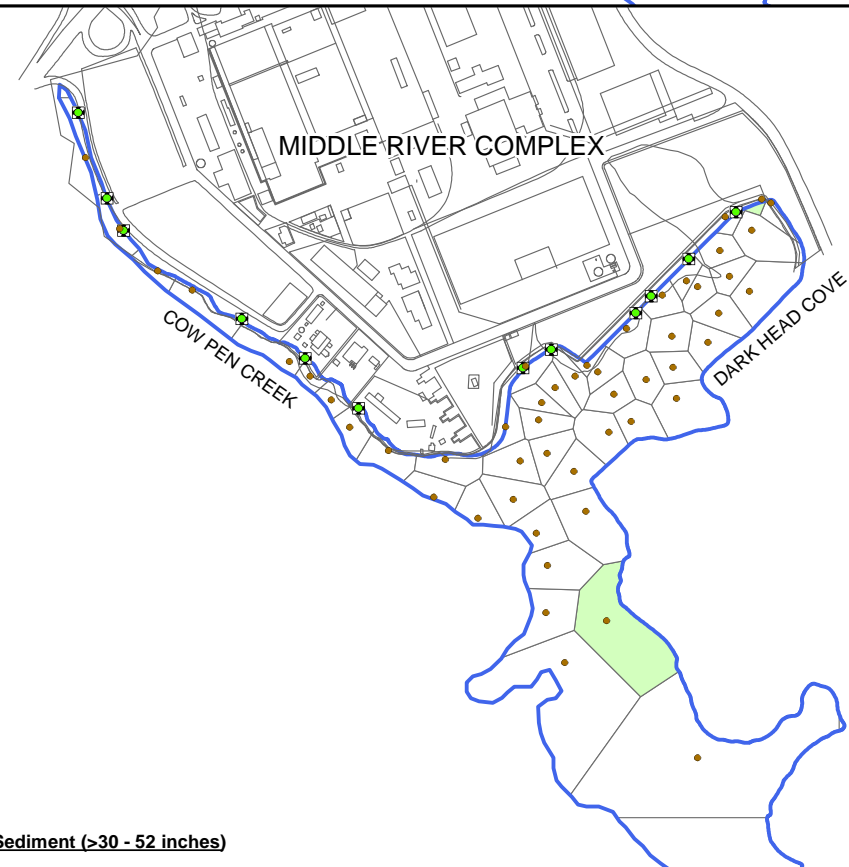 MIDDLE RIVER COMPLEX
COW PEN CREEK
DARK HEAD COVE
Sediment (>30 - 52 inches)